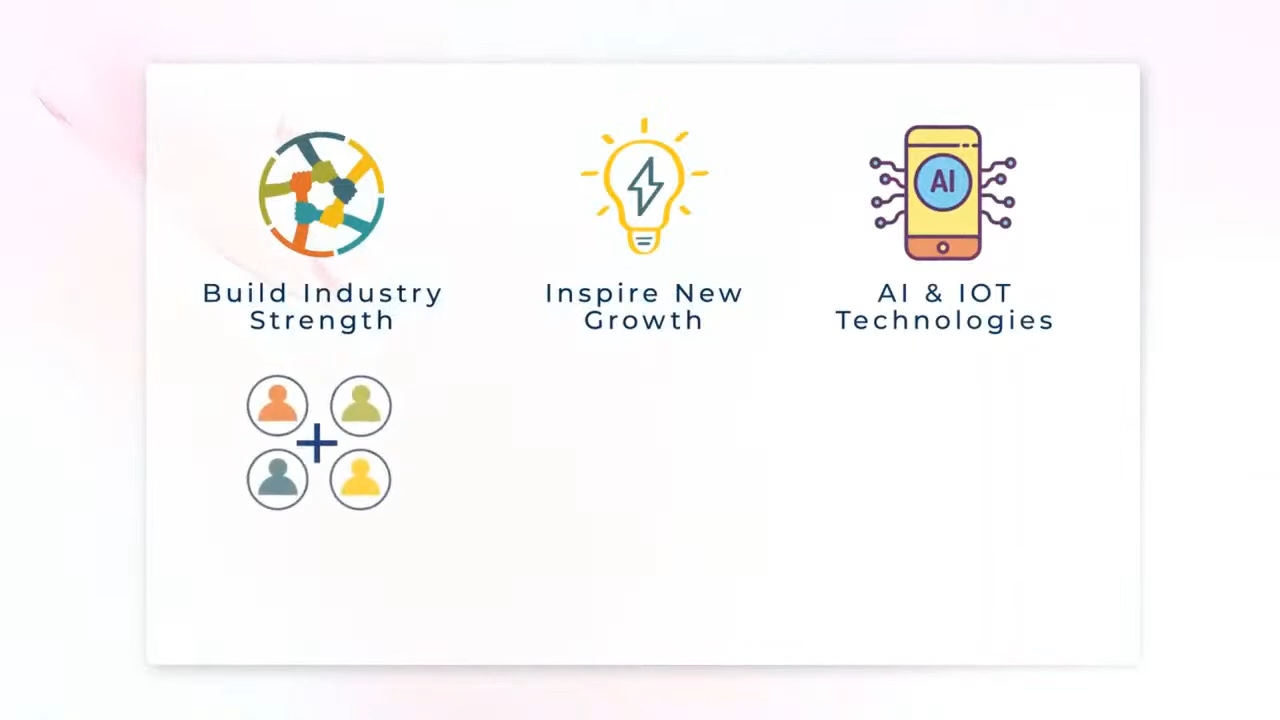 AI
Build Industry
Strength
Inspire New
Growth
AI & IOT
Technologies